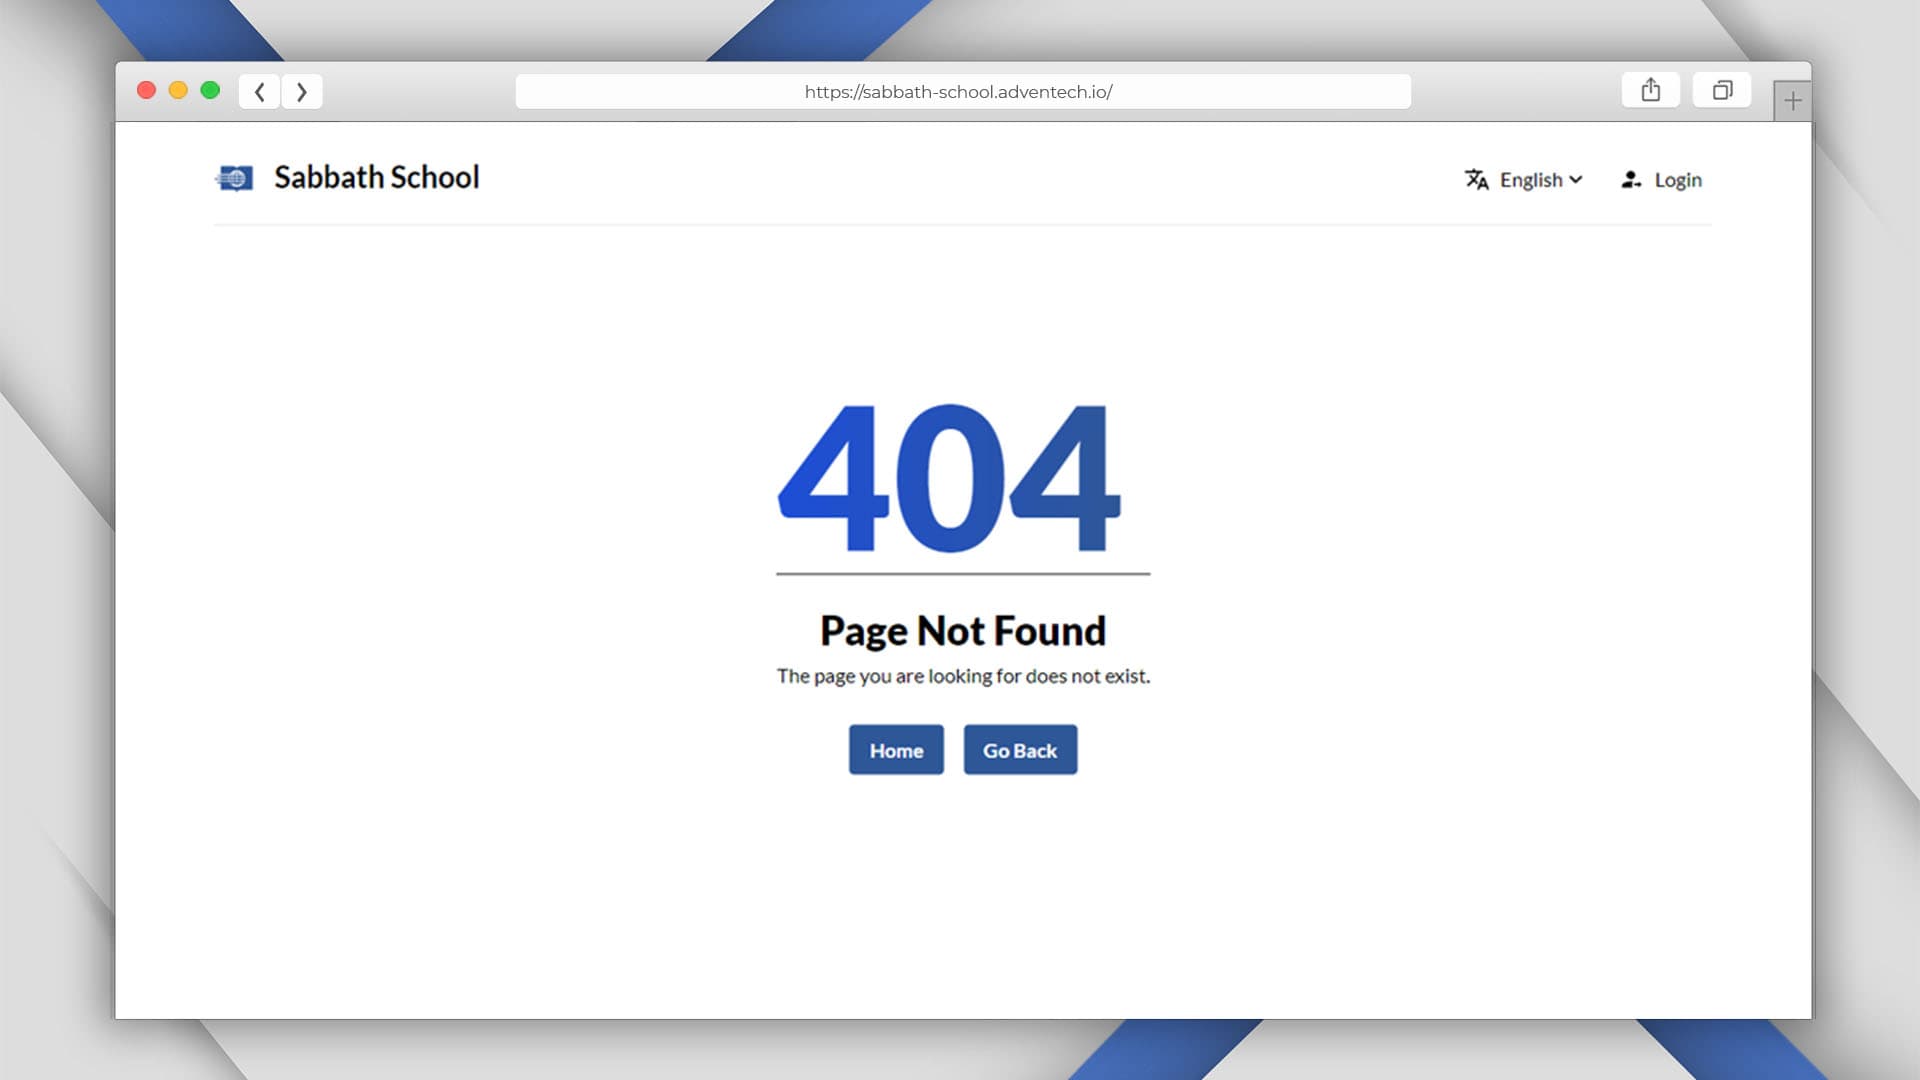 https://sabbath-school.adventech.io/
Sabbath School
English
Login
404
Page Not Found
The page you are looking for does not exist.
Home
Go Back